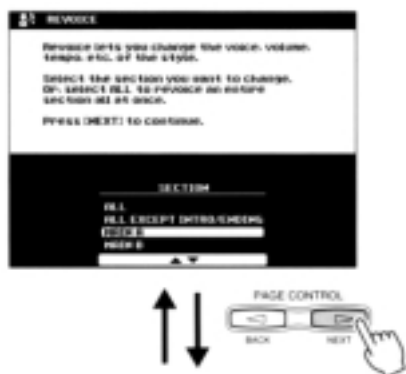 REVOICE
Revoice lets you change the voice, volume,
tempo, etc. of the style.
Select the section you want to change.
Or, select ALL to revoice an entire
section all at once.
Press [NEXT] to continue.
SECTION
ALL
ALL EXCEPT INTRO/ENDING
MAIN A
MAIN B
PAGE CONTROL
BACK
NEXT